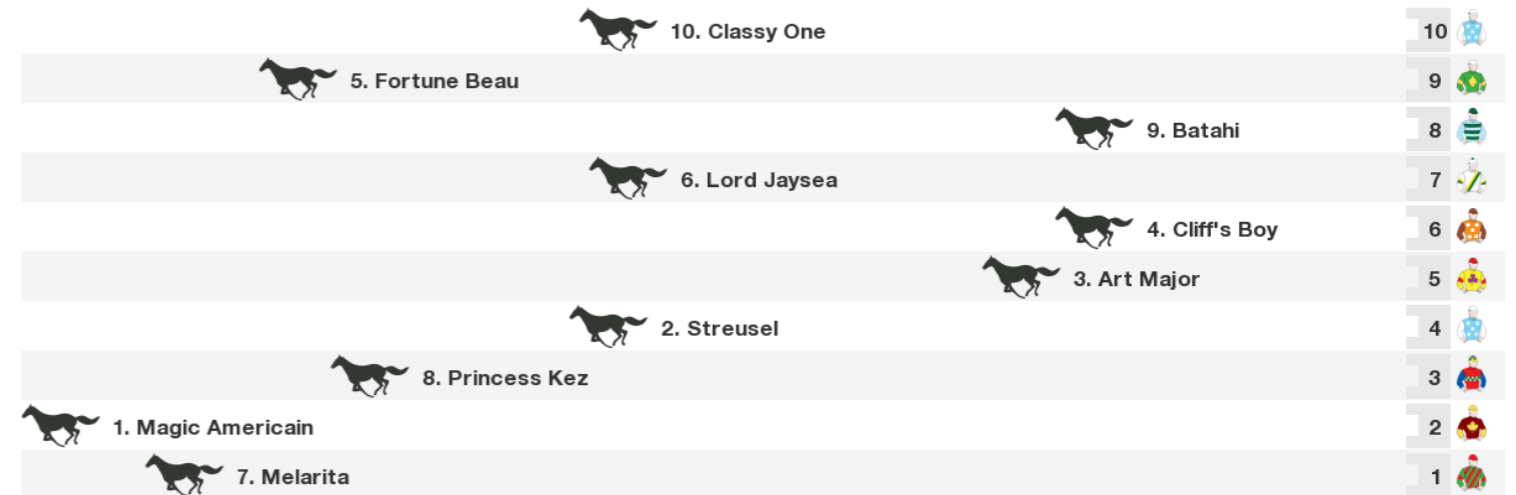 10. Classy One 10
5. Fortune Beau 9
9. Batahi 8
6. Lord Jaysea 7
4. Cliff's Boy 6
3. Art Major 5
2. Streusel 4
8. Princess Kez 3
1. Magic Americain 2
7. Melarita 1